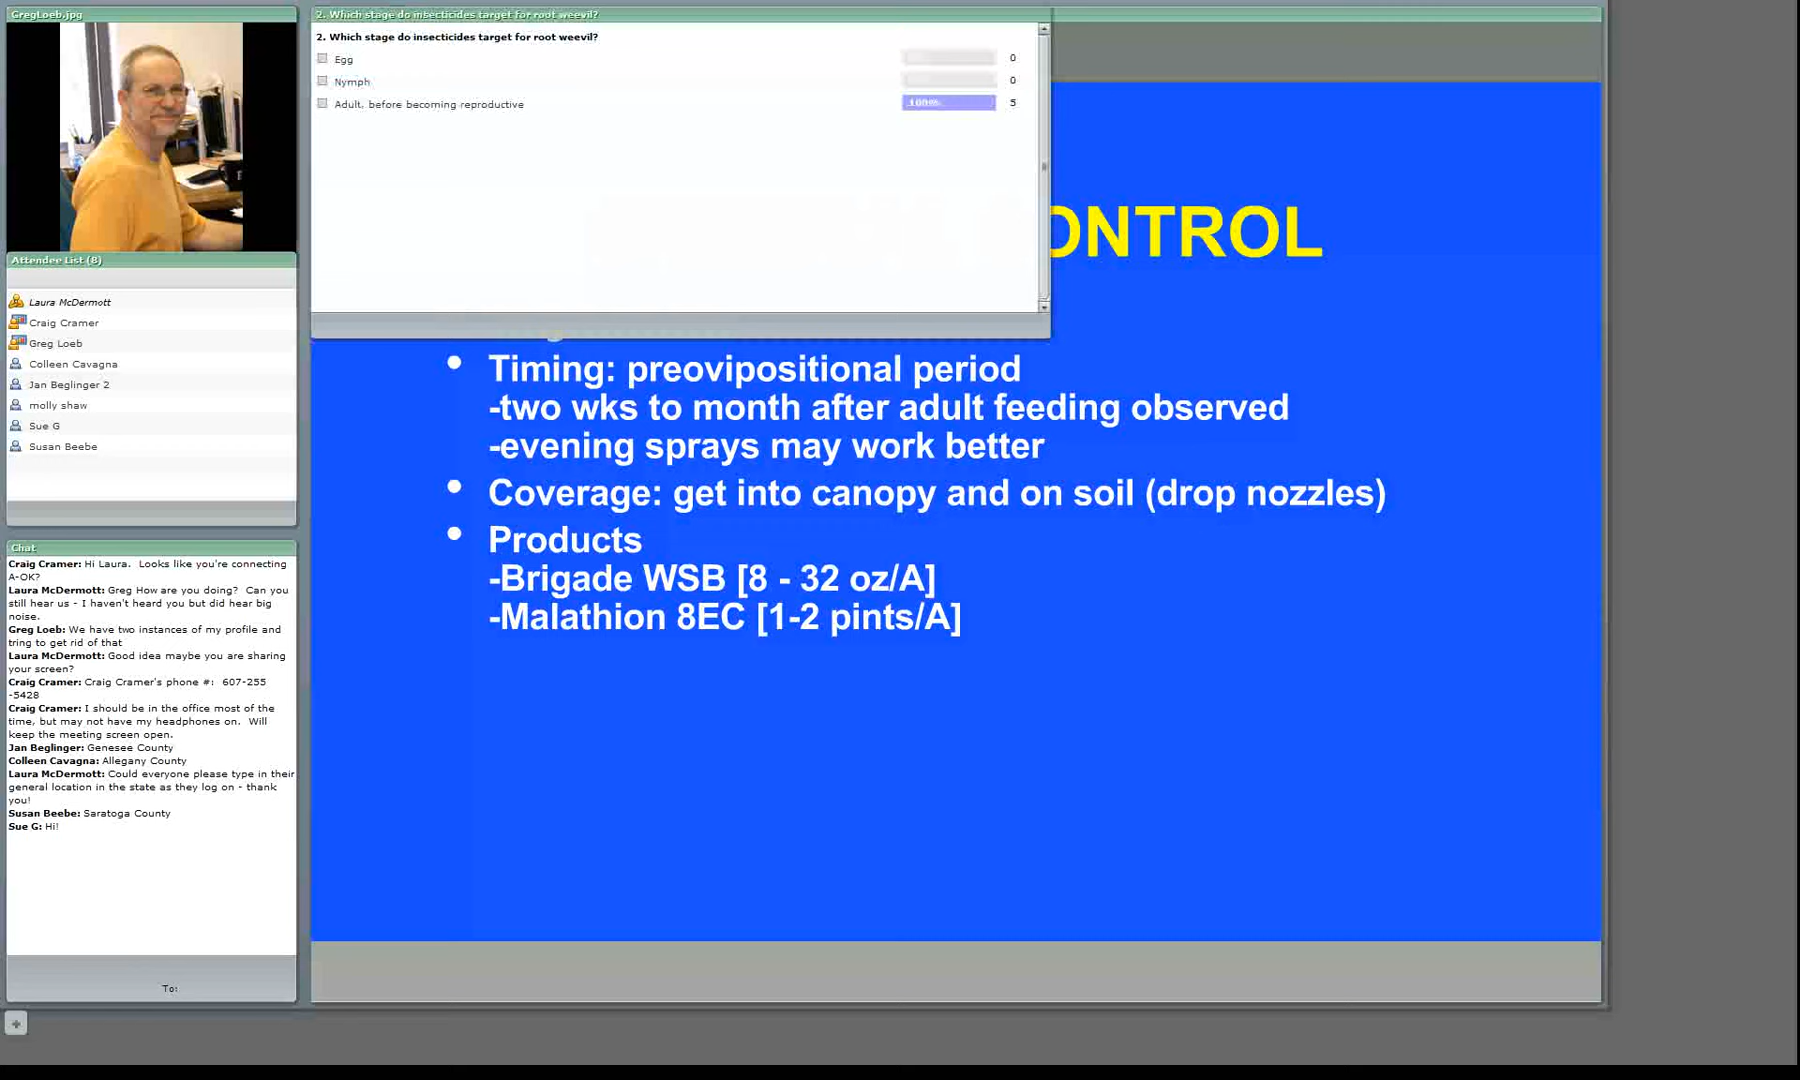 GregLoeb.jpg
Attendee List (8)
Laura McDermott
Craig Cramer
Greg Loeb
Colleen Cavagna
Jan Beglinger 2
molly shaw
Sue G
Susan Beebe
Chat
Craig Cramer: Hi Laura. Looks like you're connecting
A-OK?
Laura McDermott: Greg How are you doing? Can you
still hear us - I haven't heard you but did hear big
noise.
Greg Loeb: We have two instances of my profile and
tring to get rid of that
Laura McDermott: Good idea maybe you are sharing
your screen?
Craig Cramer: Craig Cramer's phone #: 607-255
-5428
Craig Cramer: I should be in the office most of the
time, but may not have my headphones on. Will
keep the meeting screen open.
Jan Beglinger: Genesee County
Colleen Cavagna: Allegany County
Laura McDermott: Could everyone please type in their
general location in the state as they log on - thank
you!
Susan Beebe: Saratoga County
Sue G: Hi!
To:
2. Which stage do insecticides target for root weevil?
2. Which stage do insecticides target for root weevil?
Egg 0
Nymph 0
Adult, before becoming reproductive 100% 5
ONTROL
• Timing: preovipositional period
-two wks to month after adult feeding observed
-evening sprays may work better
• Coverage: get into canopy and on soil (drop nozzles)
• Products
-Brigade WSB [8 - 32 oz/A]
-Malathion 8EC [1-2 pints/A]